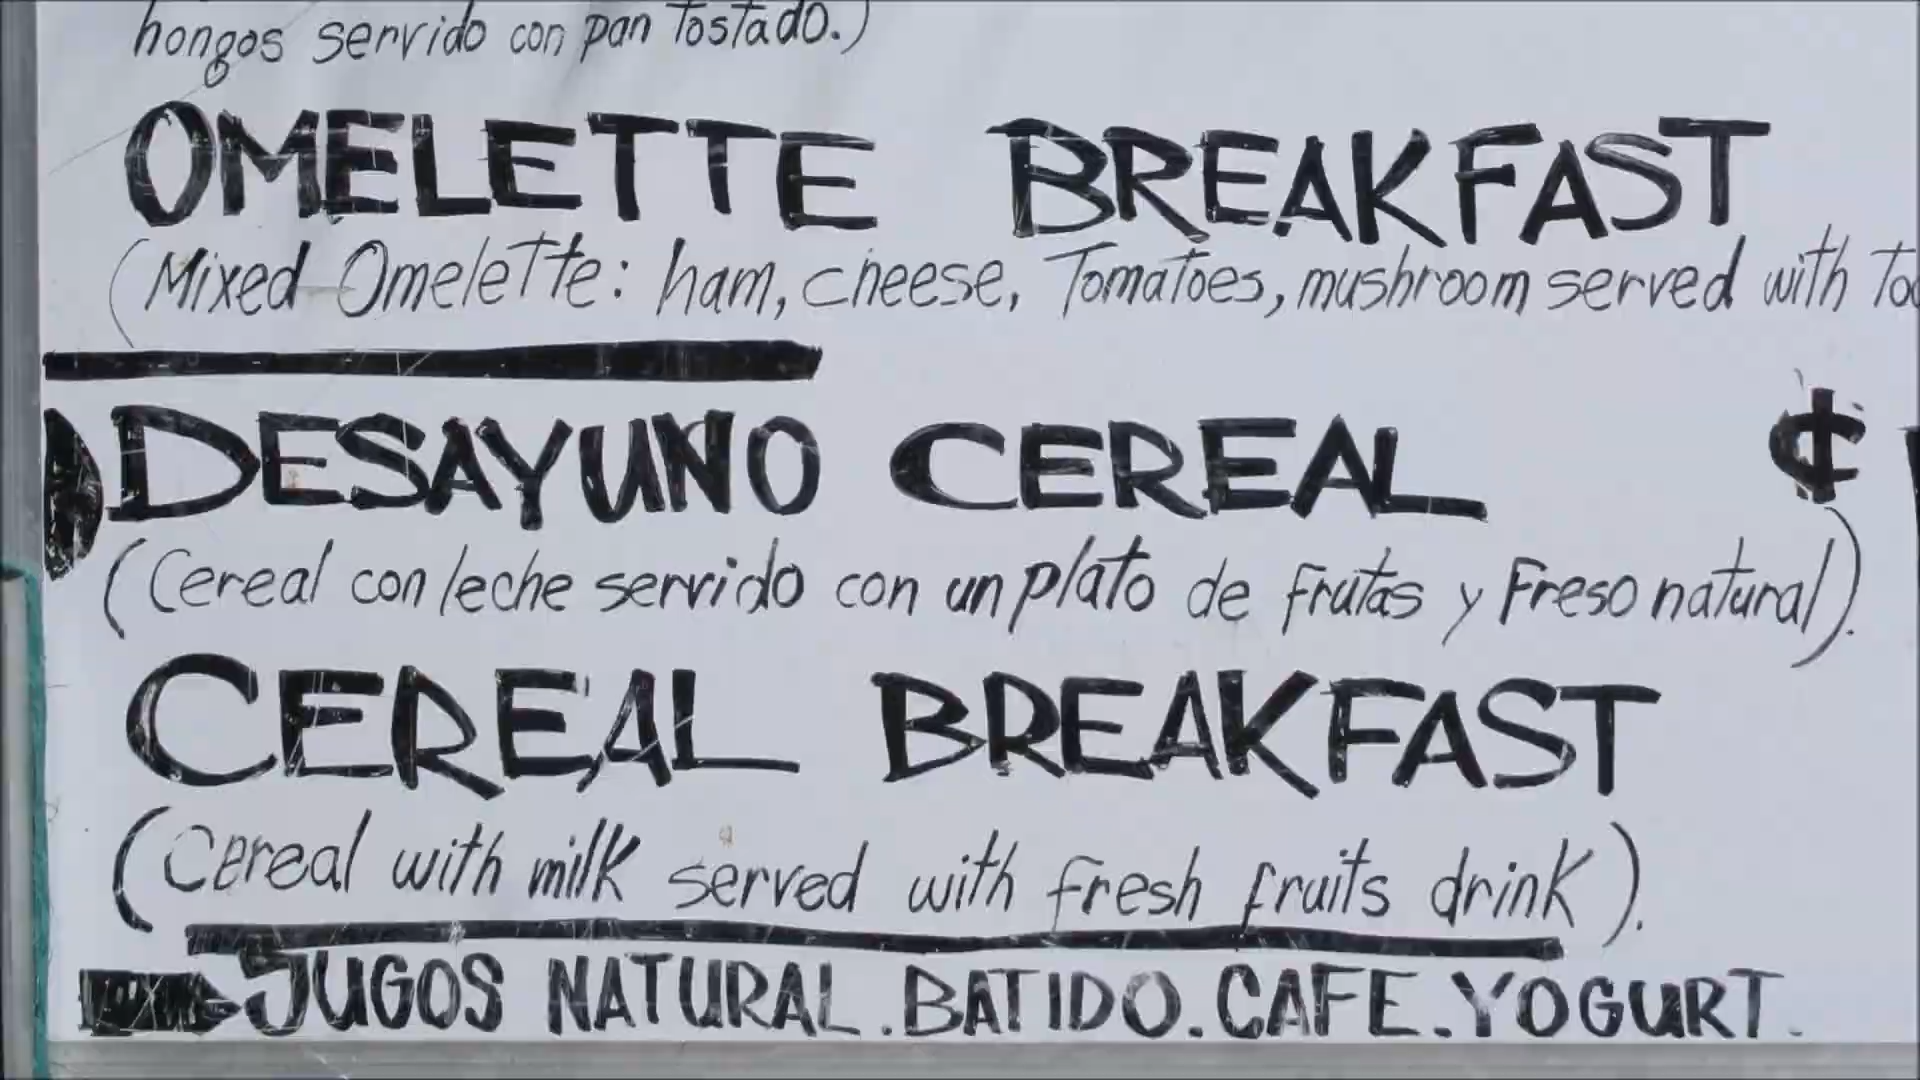 hongos servido con pan tostado.)
OMELETTE BREAKFAST
(Mixed Omelette: ham, cheese, Tomatoes, mushroom served with
DESAYUNO CEREAL ₵
(Cereal con leche servido con un plato de frutas y Freso natural).
CEREAL BREAKFAST
(Cereal with milk served with fresh fruits drink).
JUGOS NATURAL.BATIDO.CAFE.YOGURT.